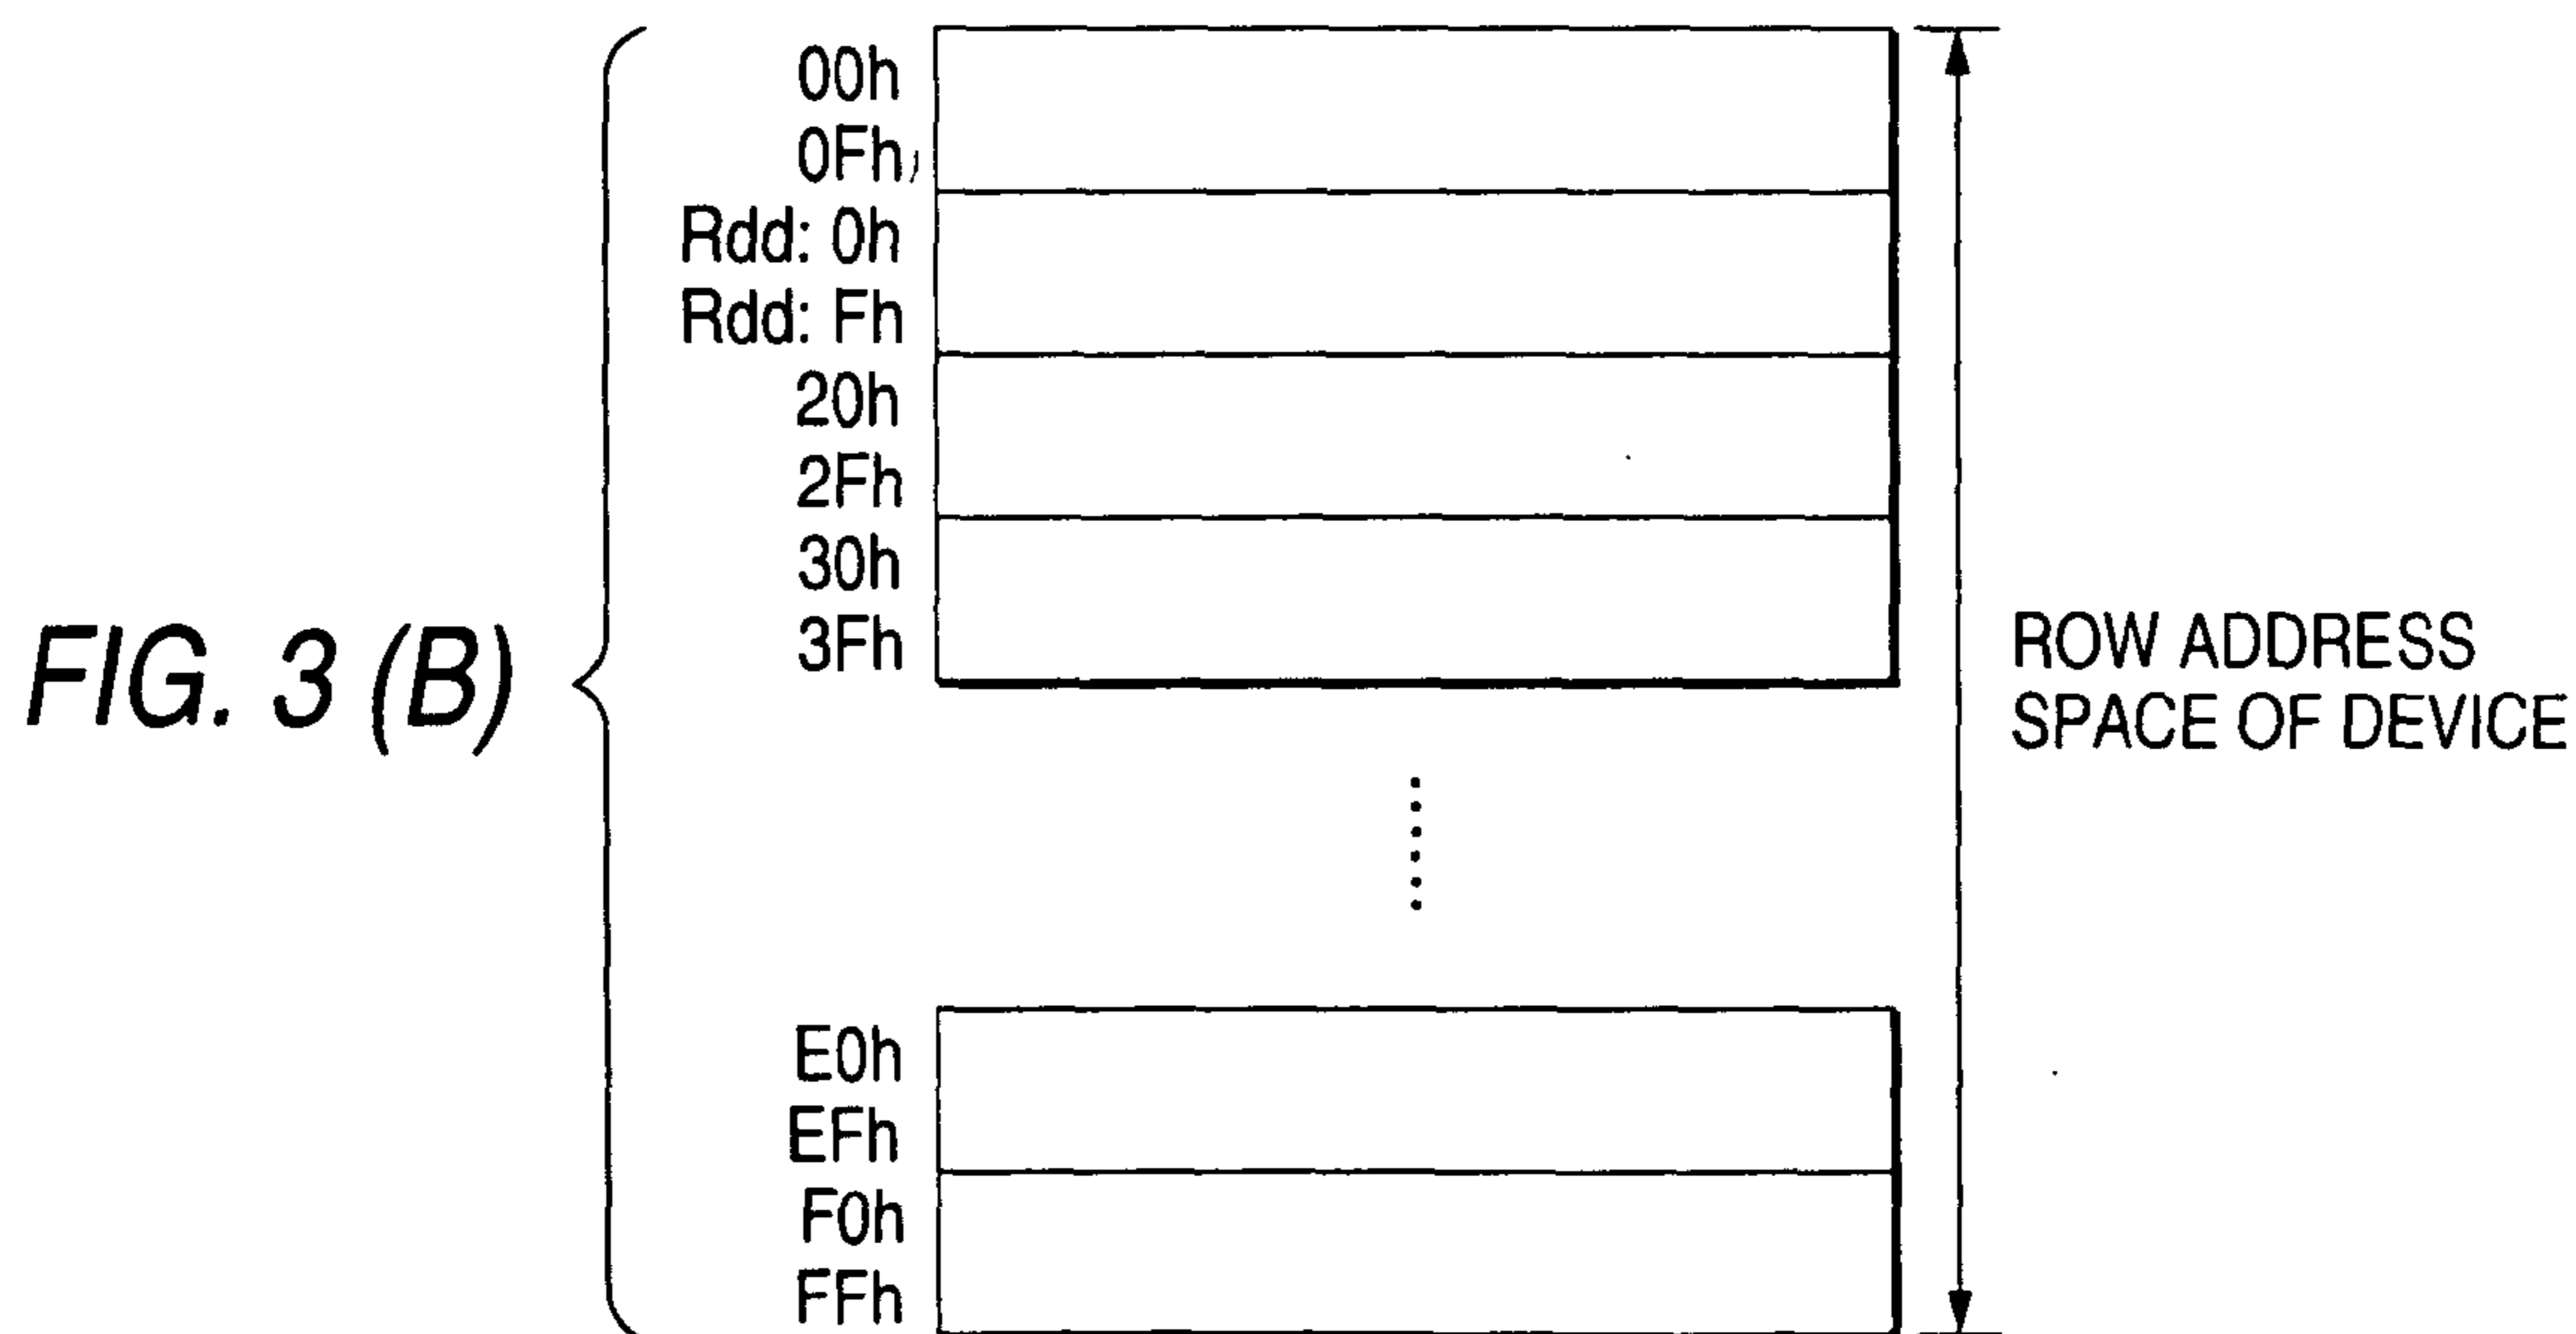 00h
0Fh
Rdd: 0h
Rdd: Fh
20h
2Fh
30h
3Fh
FIG. 3 (B)
ROW ADDRESS
SPACE OF DEVICE
E0h
EFh
F0h
FFh